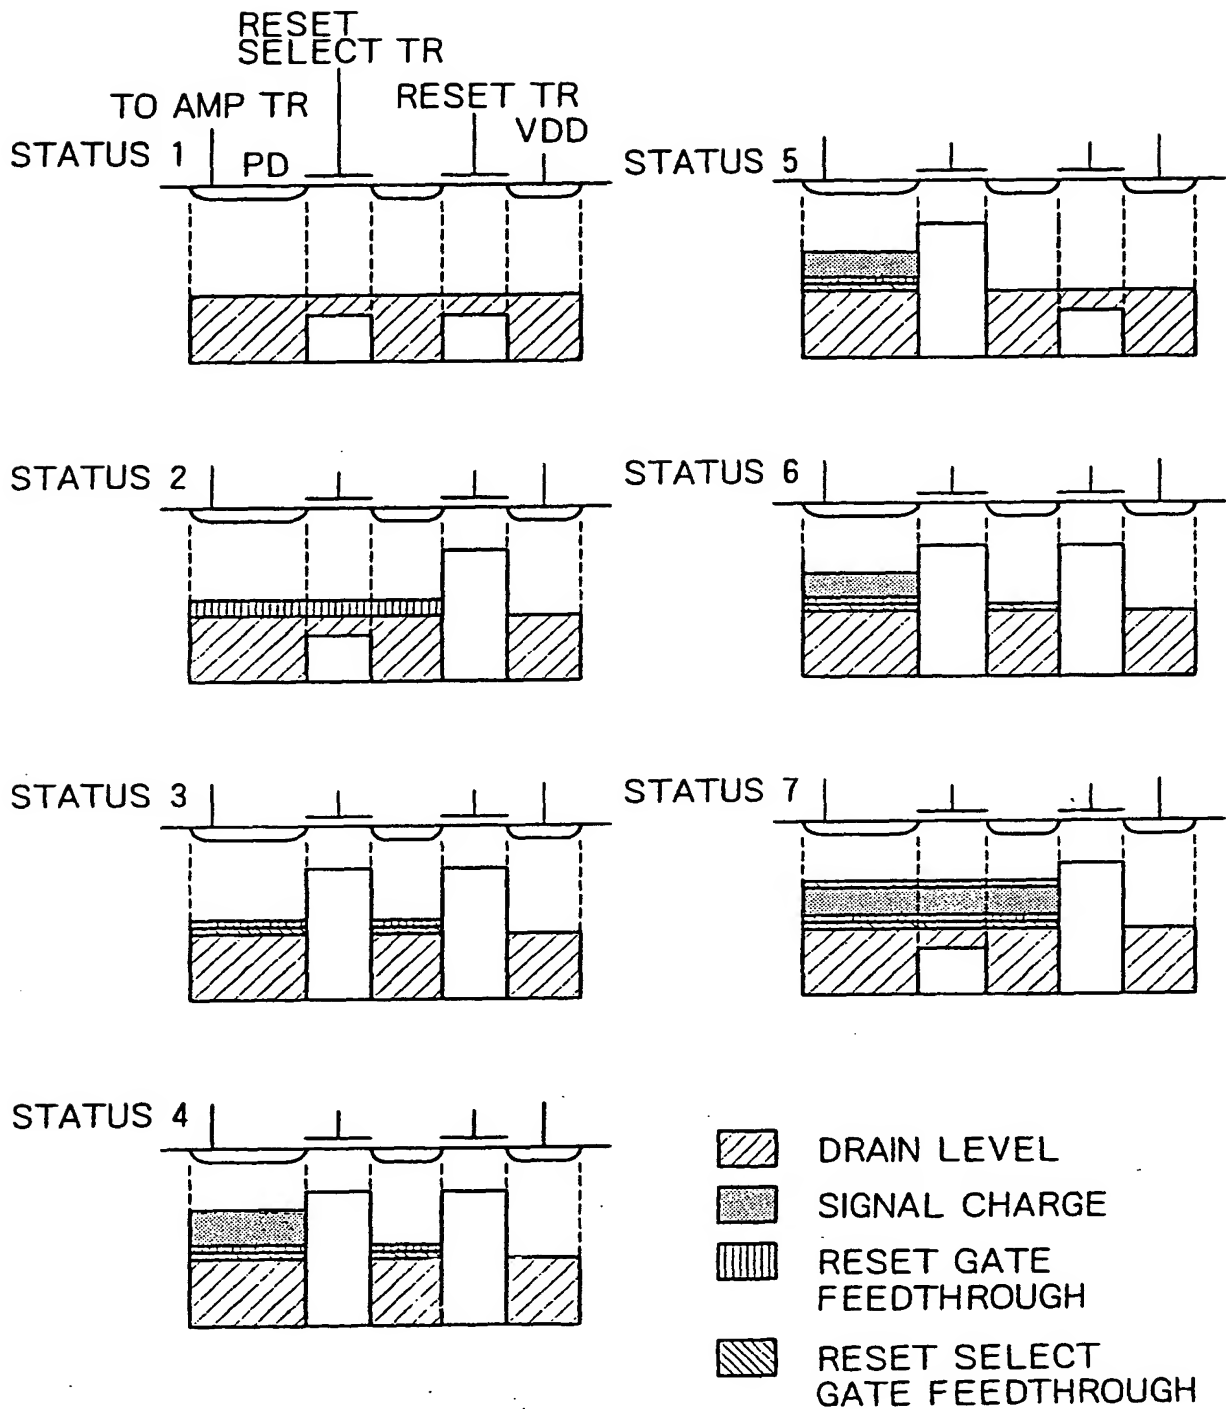 RESET
SELECT TR
TO AMP TR
RESET TR
VDD
STATUS 1
PD
STATUS 2
STATUS 3
STATUS 4
STATUS 5
STATUS 6
STATUS 7
DRAIN LEVEL
SIGNAL CHARGE
RESET GATE
FEEDTHROUGH
RESET SELECT
GATE FEEDTHROUGH